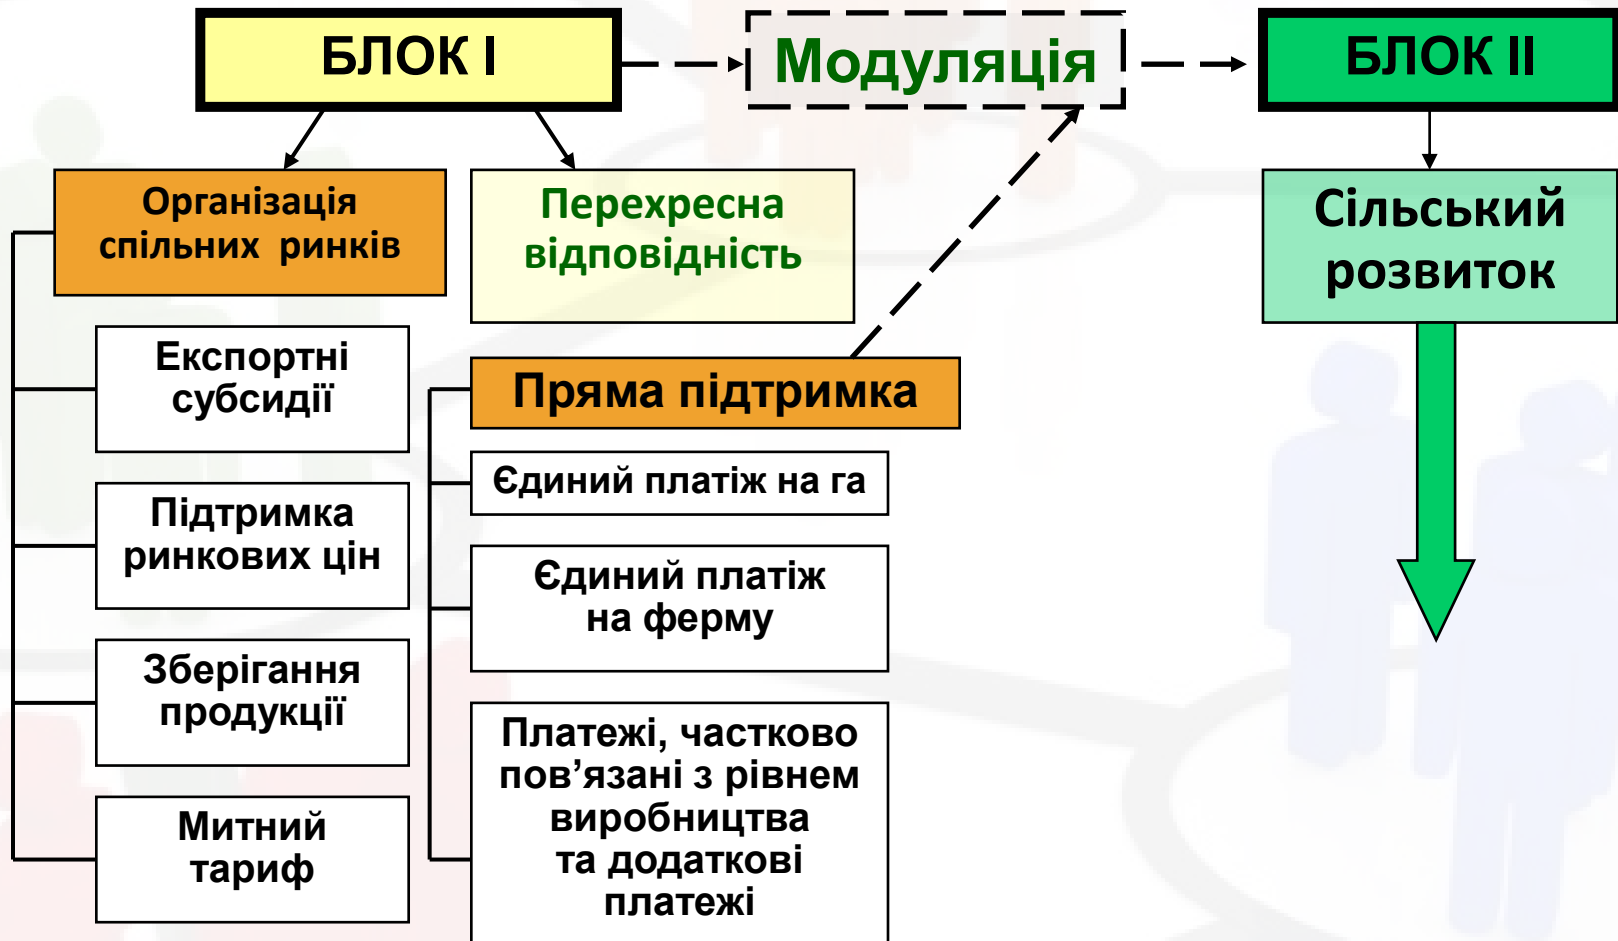 БЛОК I
Модуляція
БЛОК II
Організація
спільних ринків
Перехресна
відповідність
Сільський
розвиток
Експортні
субсидії
Підтримка
ринкових цін
Зберігання
продукції
Митний
тариф
Пряма підтримка
Єдиний платіж на га
Єдиний платіж
на ферму
Платежі, частково
пов’язані з рівнем
виробництва
та додаткові
платежі